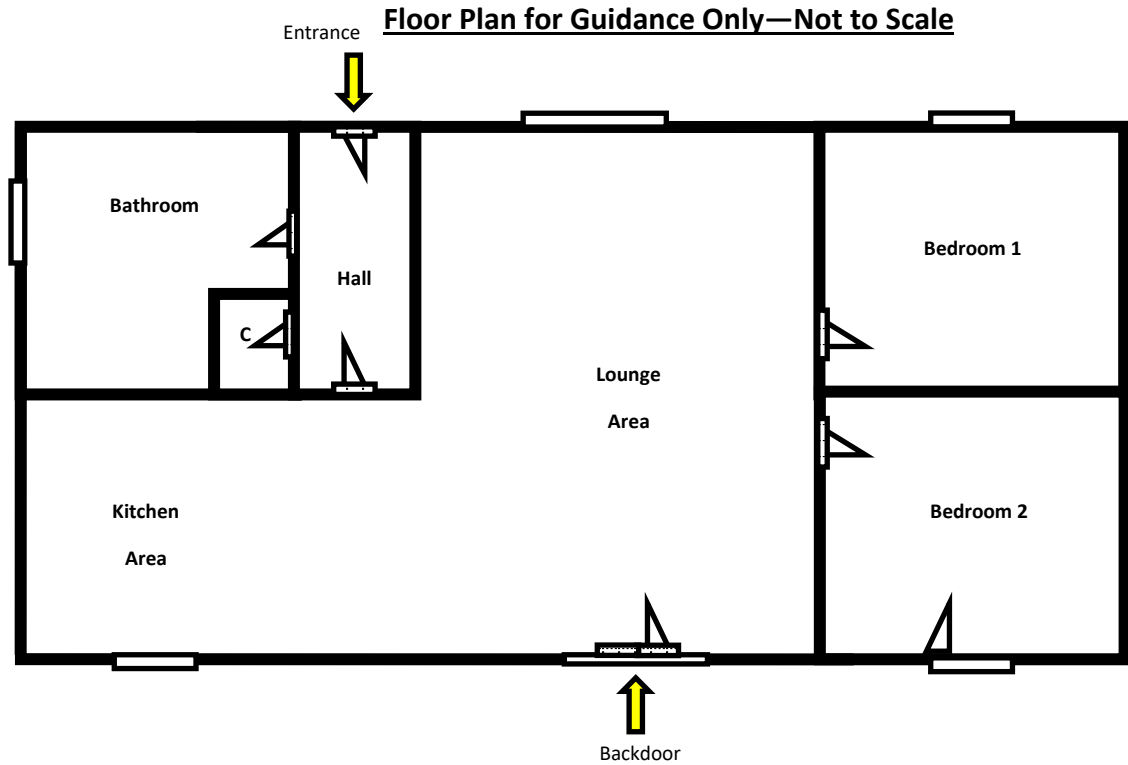 Floor Plan for Guidance Only—Not to Scale
Entrance
Bathroom
Hall
C
Bedroom 1
Lounge
Area
Kitchen
Area
Bedroom 2
Backdoor